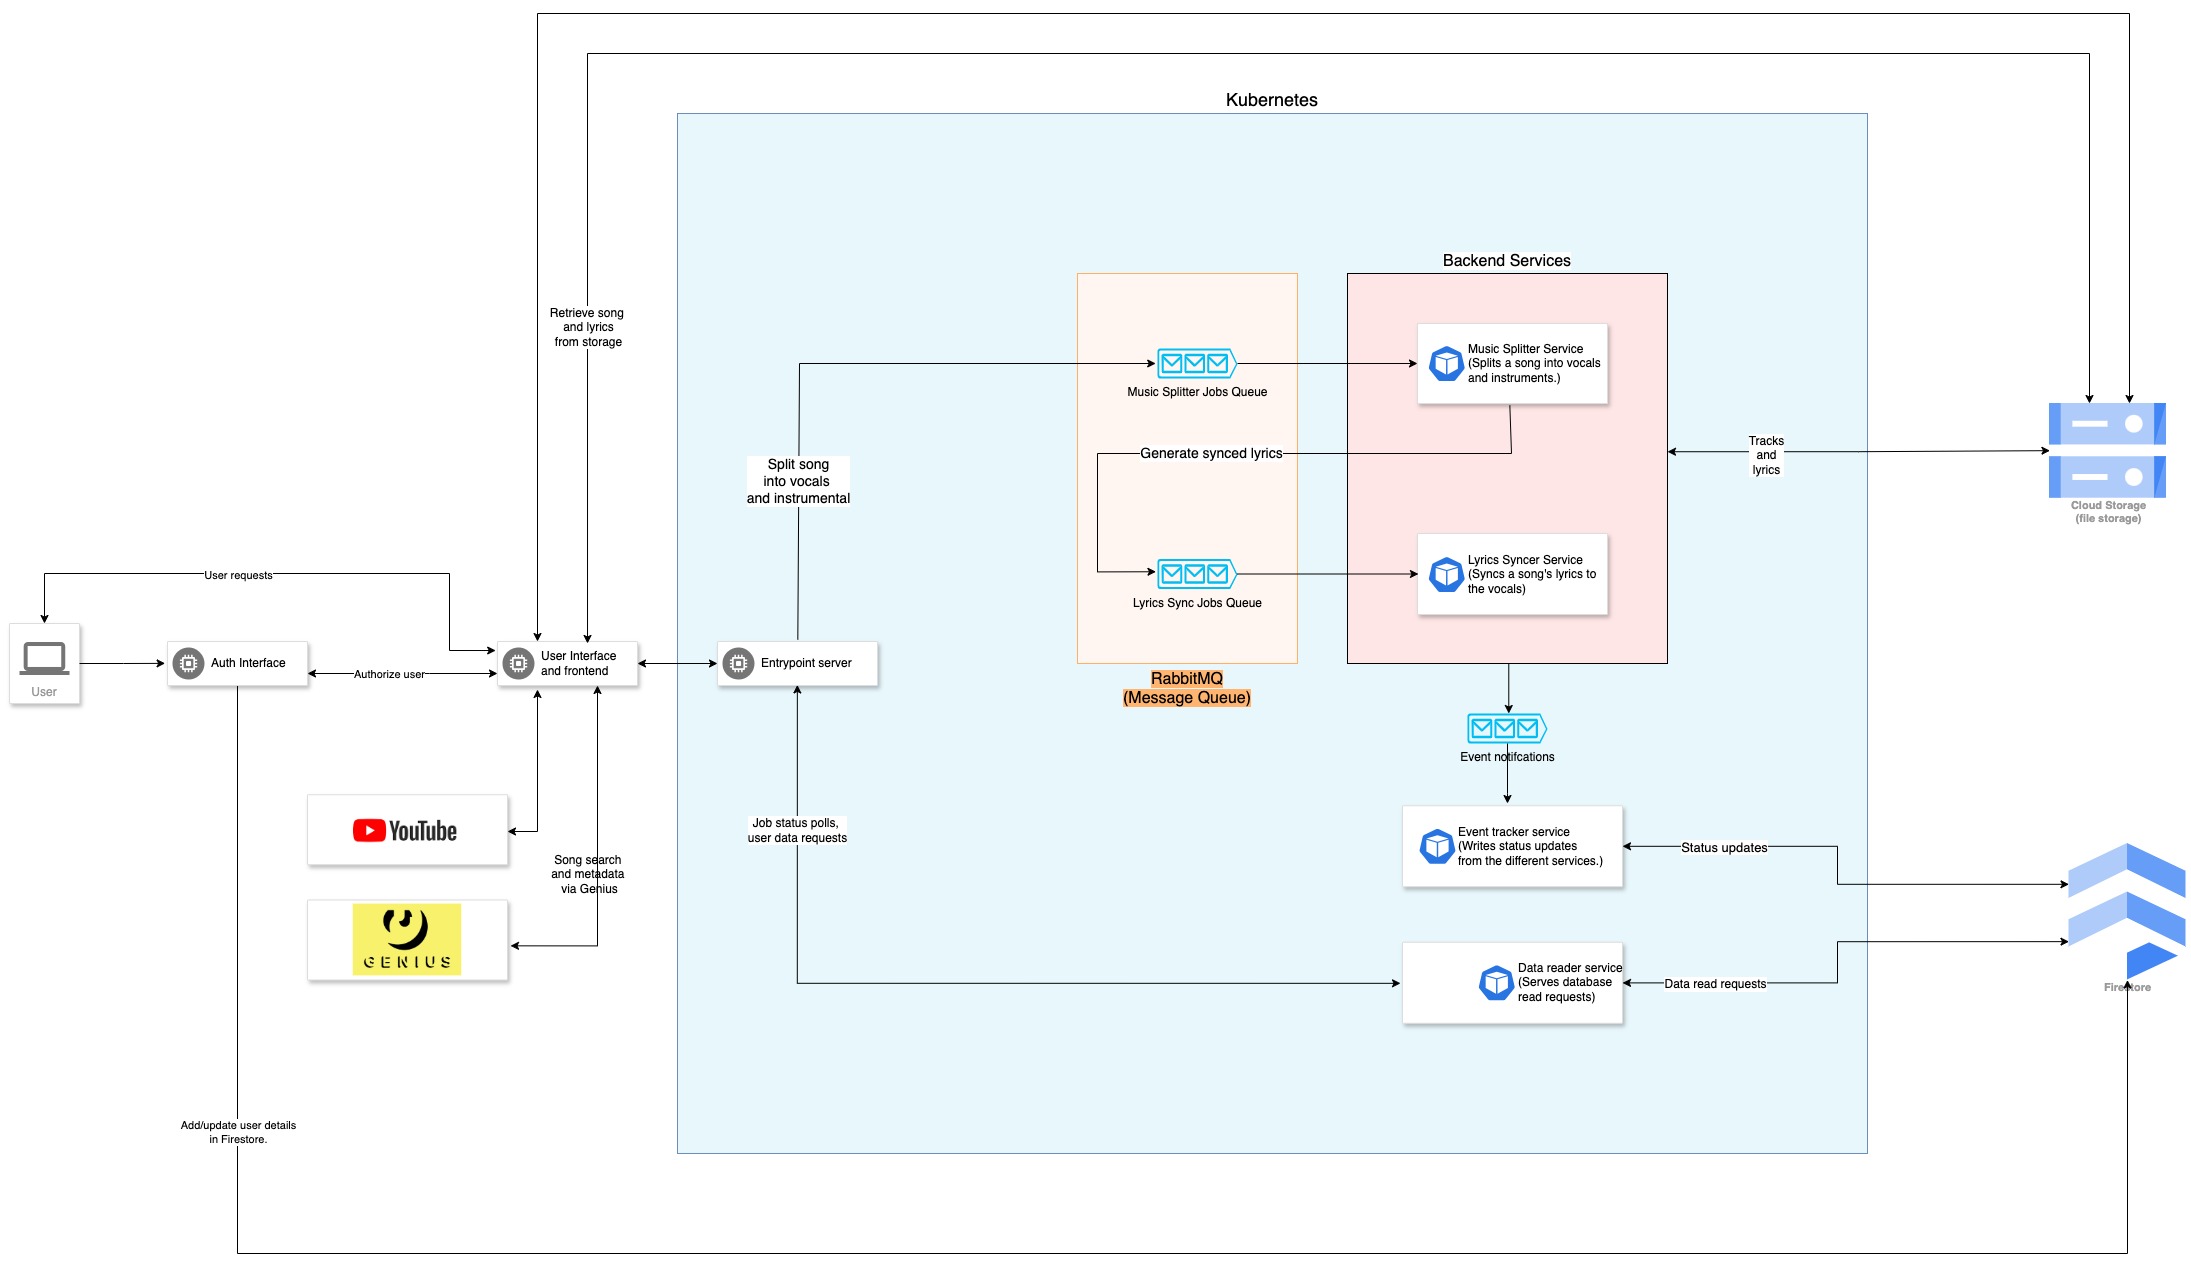 Kubernetes
Backend Services
Retrieve song
and lyrics
from storage
Music Splitter Service
(Splits a song into vocals
and instruments.)
Music Splitter Jobs Queue
Split song
into vocals
and instrumental
Generate synced lyrics
Tracks
and
lyrics
Cloud Storage
(file storage)
Lyrics Syncer Service
(Syncs a song's lyrics to
the vocals)
Lyrics Sync Jobs Queue
User requests
User
Auth Interface
Authorize user
User Interface
and frontend
Entrypoint server
RabbitMQ
(Message Queue)
Event notifcations
YouTube
Song search
and metadata
via Genius
GENIUS
Job status polls,
user data requests
Event tracker service
(Writes status updates
from the different services.)
Status updates
Data reader service
(Serves database
read requests)
Data read requests
Firestore
Add/update user details
in Firestore.